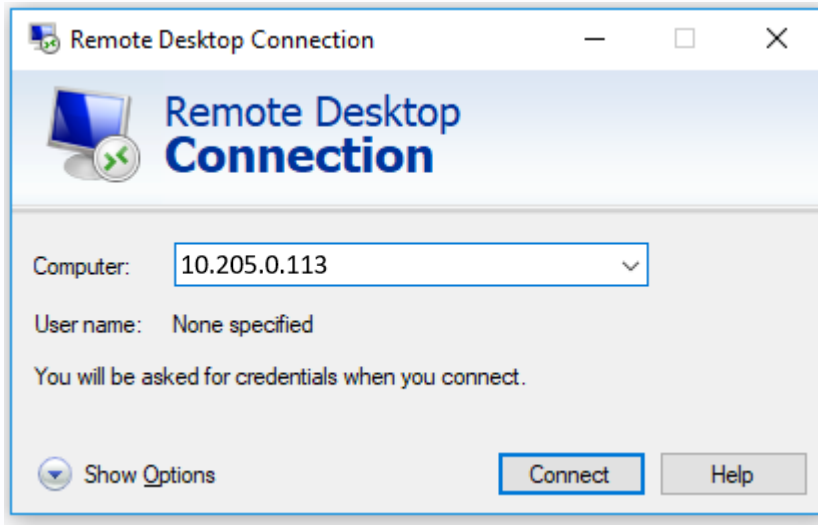 Remote Desktop Connection
Remote Desktop
Connection
Computer: 10.205.0.113
User name: None specified
You will be asked for credentials when you connect.
Show Options Connect Help